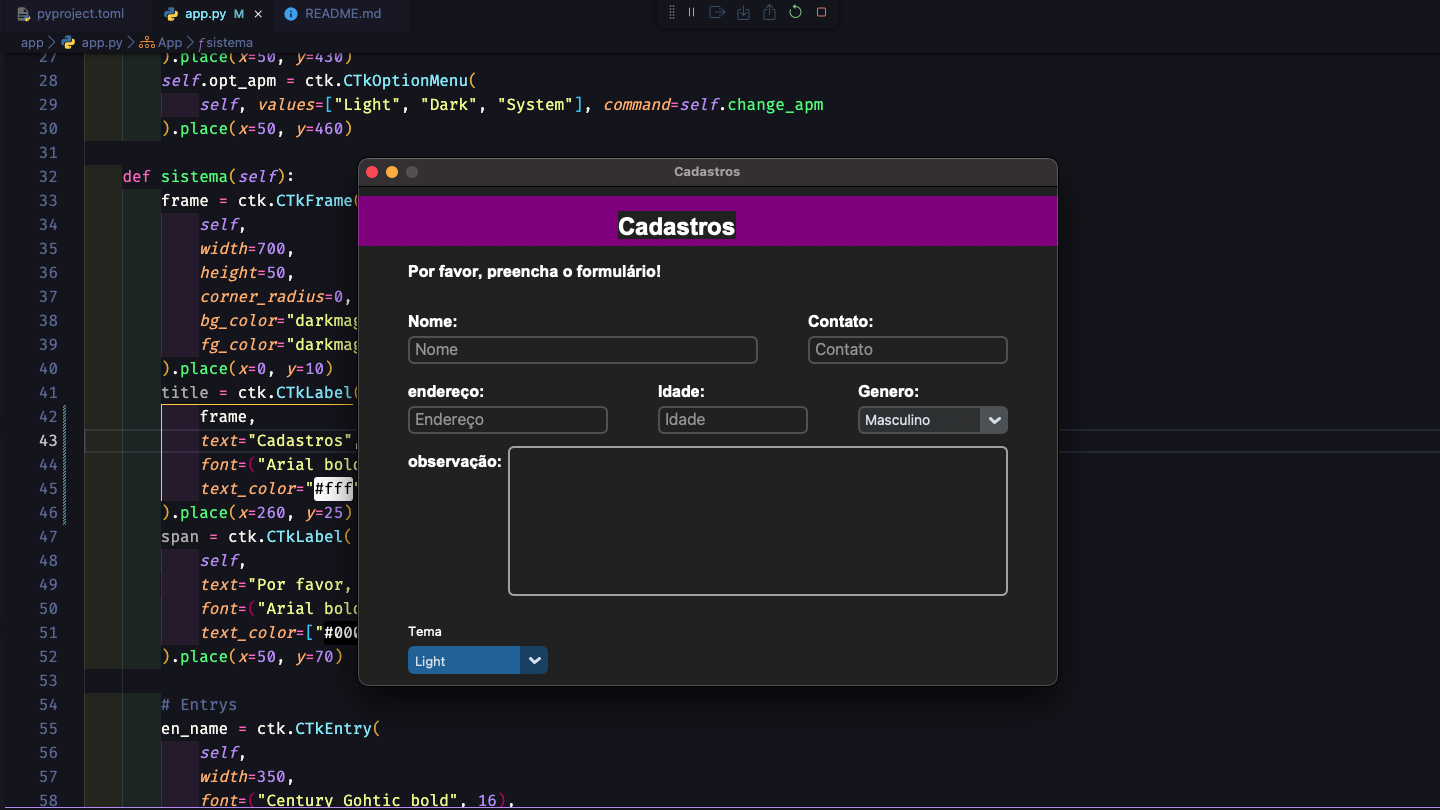 pyproject.toml
app.py M
README.md
app > app.py > App > sistema
27 ).place(x=50, y=430)
28 self.opt_apm = ctk.CTkOptionMenu(
29 self, values=["Light", "Dark", "System"], command=self.change_apm
30 ).place(x=50, y=460)
31
32 def sistema(self):
33 frame = ctk.CTkFrame(
34 self,
35 width=700,
36 height=50,
37 corner_radius=0,
38 bg_color="darkmag
39 fg_color="darkmag
40 ).place(x=0, y=10)
41 title = ctk.CTkLabel(
42 frame,
43 text="Cadastros",
44 font=("Arial bold
45 text_color="#fff"
46 ).place(x=260, y=25)
47 span = ctk.CTkLabel(
48 self,
49 text="Por favor,
50 font=("Arial bold
51 text_color=["#000
52 ).place(x=50, y=70)
53
54 # Entrys
55 en_name = ctk.CTkEntry(
56 self,
57 width=350,
58 font=("Century Gohtic bold", 16),
Cadastros
Cadastros
Por favor, preencha o formulário!
Nome: Contato:
Nome Contato
endereço: Idade: Genero:
Endereço Idade Masculino
observação:
Tema
Light